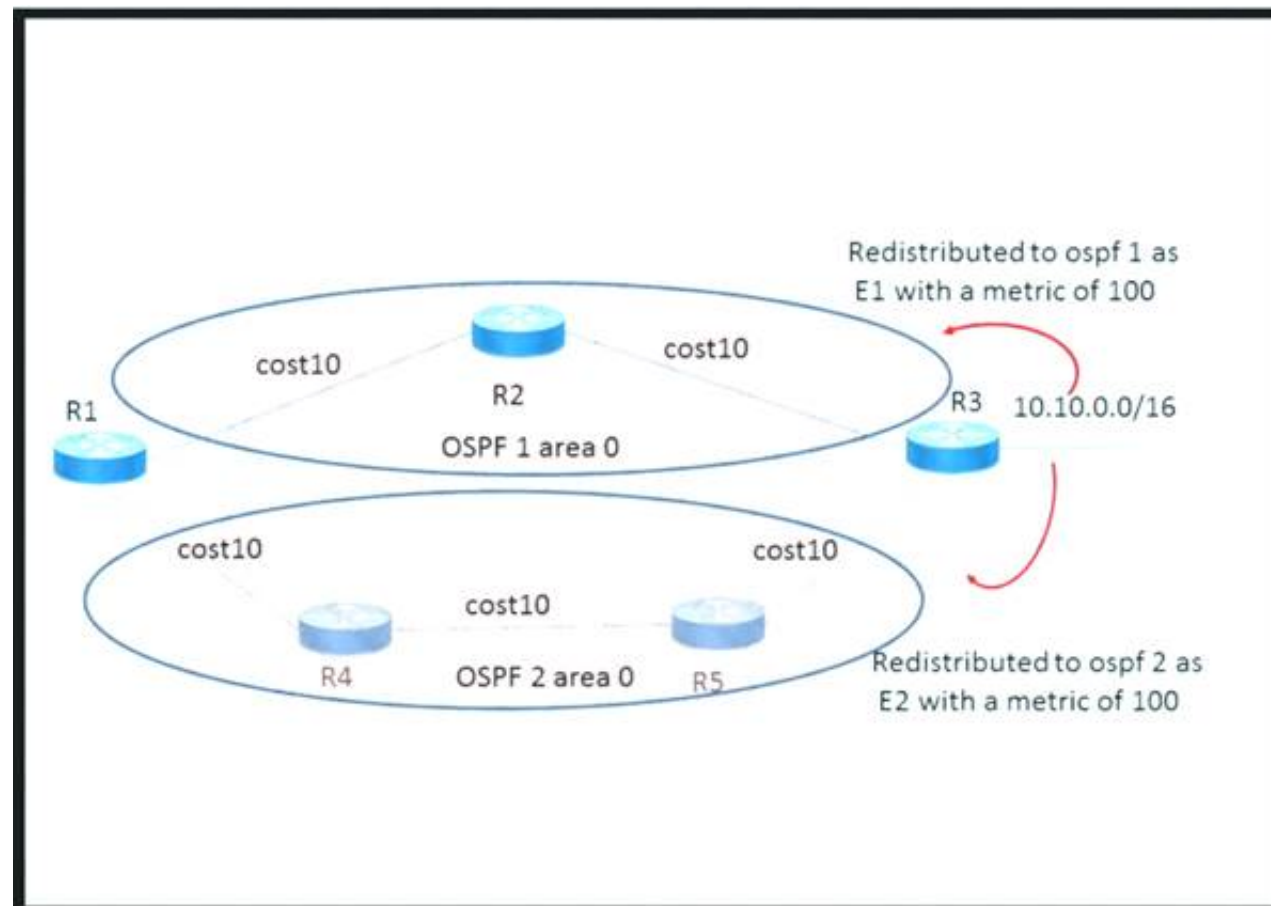 Redistributed to ospf 1 as
E1 with a metric of 100
cost10
cost10
R2
R1
R3
10.10.0.0/16
OSPF 1 area 0
cost10
cost10
cost10
R4
OSPF 2 area 0
R5
Redistributed to ospf 2 as
E2 with a metric of 100